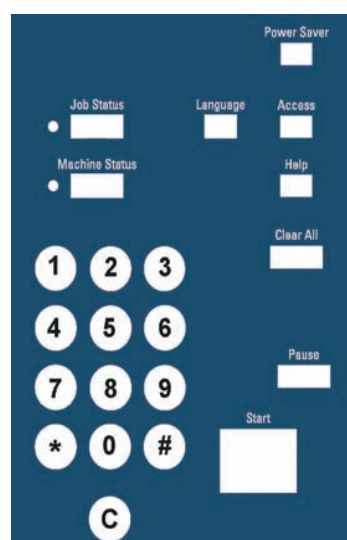 Power Saver
Job Status
Language
Access
Machine Status
Help
Clear All
1 2 3
4 5 6
Pause
7 8 9
Start
* 0 #
C